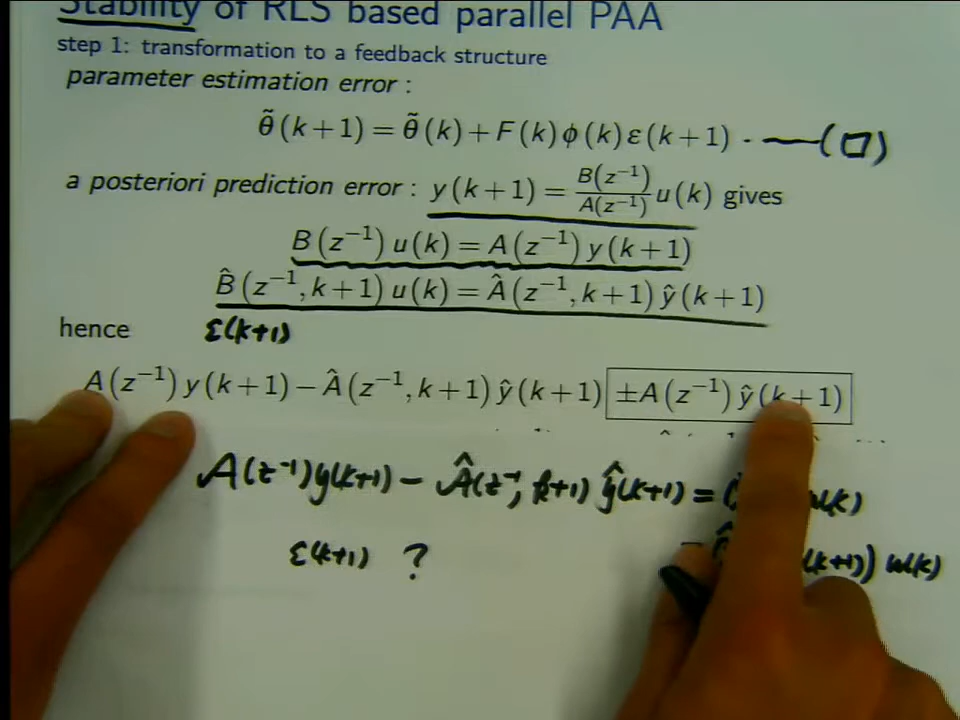 Stability of RLS based parallel PAA
step 1: transformation to a feedback structure
parameter estimation error :
θ̃(k+1) = θ̃(k) + F(k)ϕ(k)ε(k+1) · —(□)
a posteriori prediction error : y(k+1) = B(z⁻¹)/A(z⁻¹) u(k) gives
B(z⁻¹) u(k) = A(z⁻¹) y(k+1)
B̂(z⁻¹, k+1) u(k) = Â(z⁻¹, k+1) ŷ(k+1)
hence
ε(k+1)
A(z⁻¹) y(k+1) − Â(z⁻¹, k+1) ŷ(k+1) ±A(z⁻¹) ŷ(k+1)
A(z⁻¹)y(k+1) − Â(z⁻¹, k+1) ŷ(k+1) = u(k)
ε(k+1) ? − (k+1)) u(k)